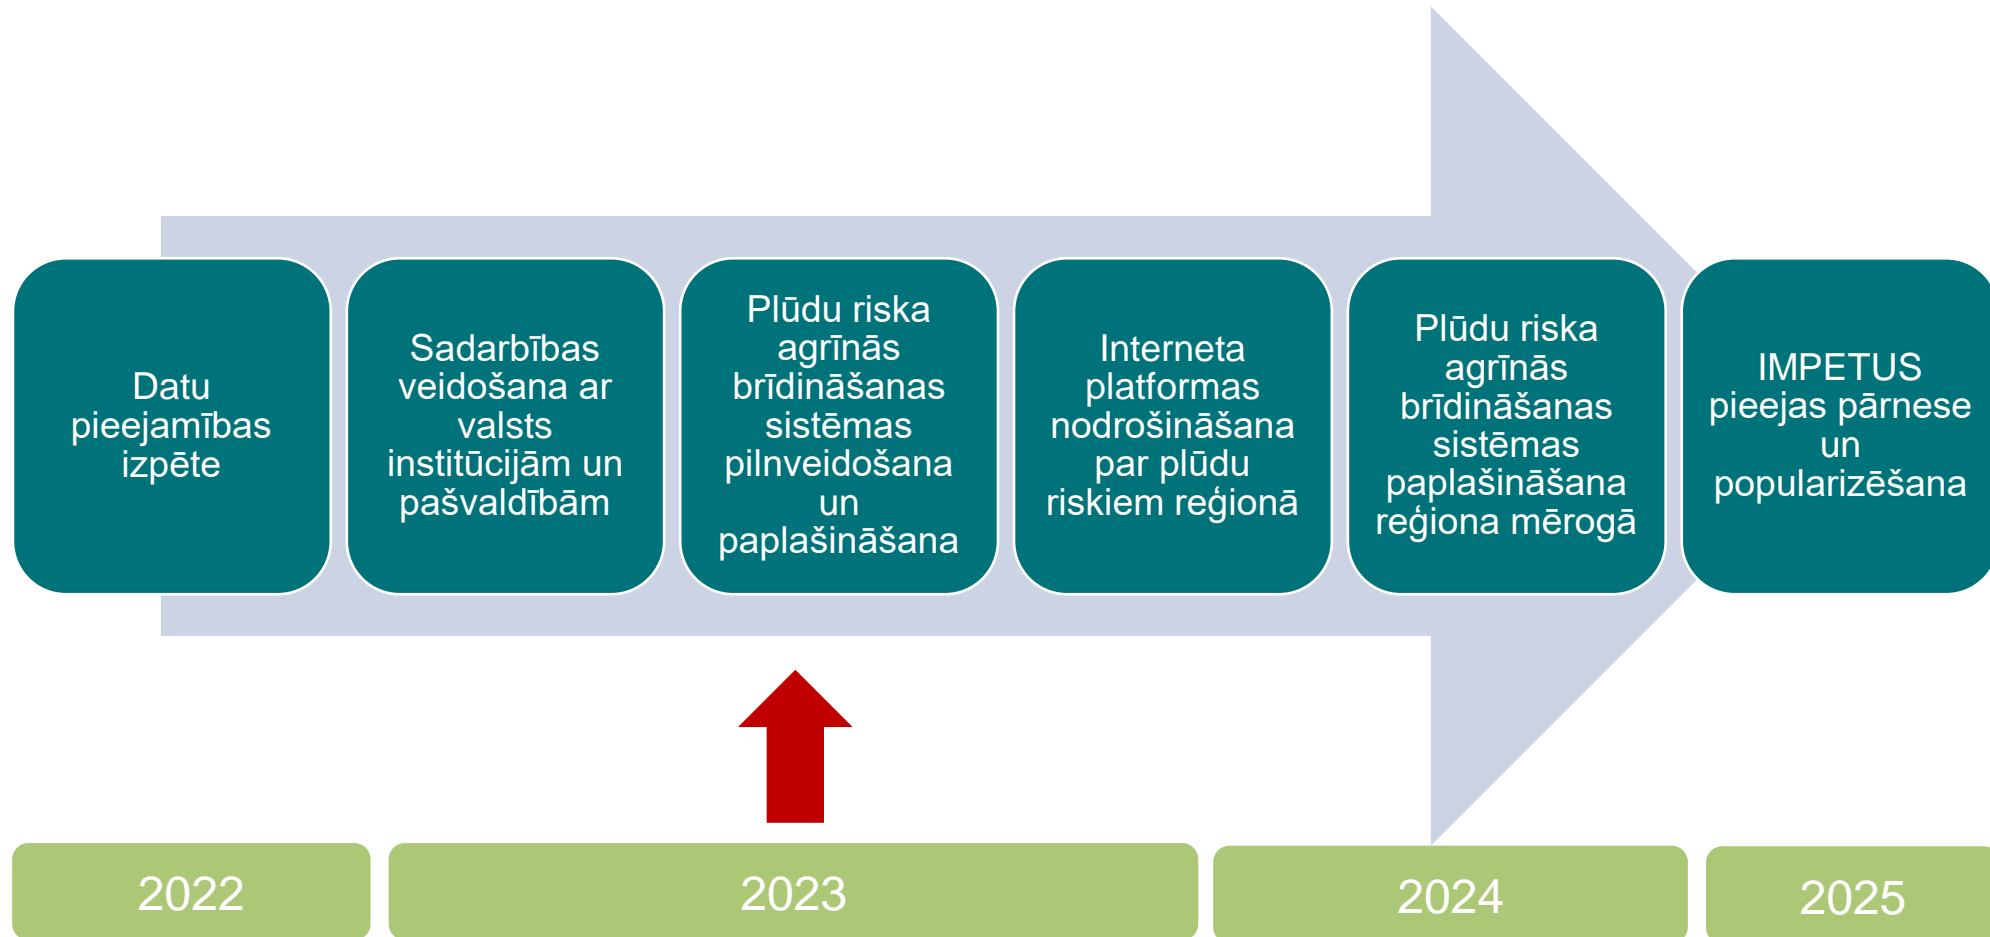 Datu
pieejamības
izpēte
Sadarbības
veidošana ar
valsts
institūcijām un
pašvaldībām
Plūdu riska
agrīnās
brīdināšanas
sistēmas
pilnveidošana
un
paplašināšana
Interneta
platformas
nodrošināšana
par plūdu
riskiem reģionā
Plūdu riska
agrīnās
brīdināšanas
sistēmas
paplašināšana
reģiona mērogā
IMPETUS
pieejas pārnese
un
popularizēšana
2022
2023
2024
2025